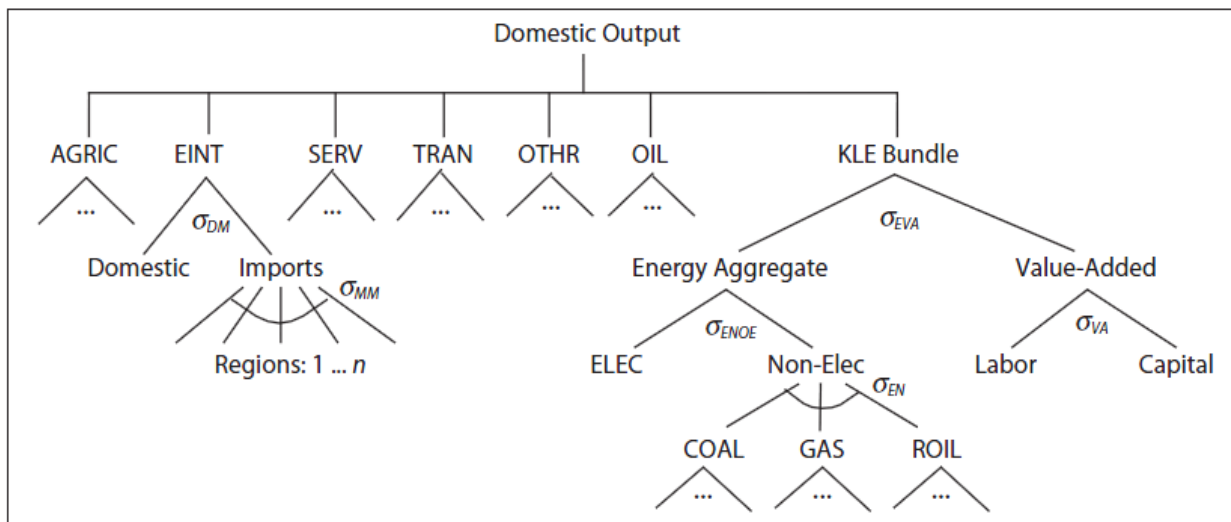 Domestic Output
AGRIC EINT SERV TRAN OTHR OIL KLE Bundle
... ... ... ... ...
σDM σEVA
Domestic Imports Energy Aggregate Value-Added
σMM
σENOE σVA
Regions: 1 ... n ELEC Non-Elec Labor Capital
σEN
COAL GAS ROIL
... ... ...